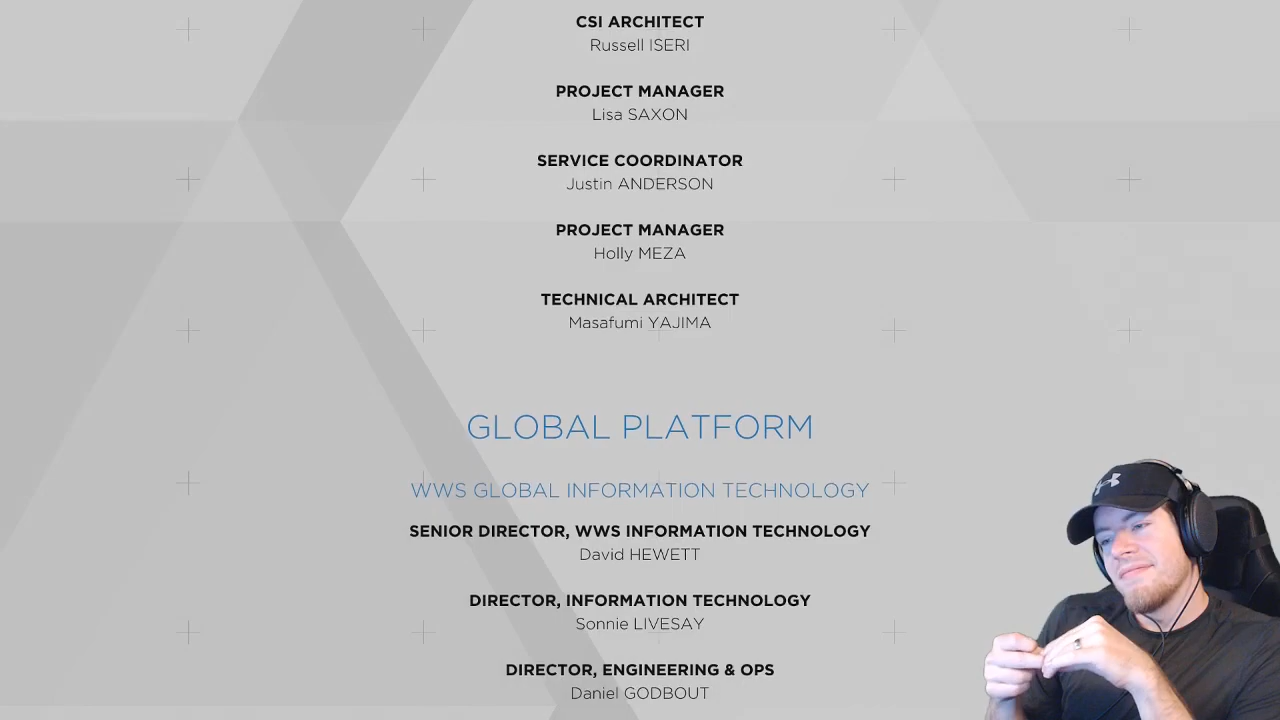 CSI ARCHITECT
Russell ISERI
PROJECT MANAGER
Lisa SAXON
SERVICE COORDINATOR
Justin ANDERSON
PROJECT MANAGER
Holly MEZA
TECHNICAL ARCHITECT
Masafumi YAJIMA
GLOBAL PLATFORM
WWS GLOBAL INFORMATION TECHNOLOGY
SENIOR DIRECTOR, WWS INFORMATION TECHNOLOGY
David HEWETT
DIRECTOR, INFORMATION TECHNOLOGY
Sonnie LIVESAY
DIRECTOR, ENGINEERING & OPS
Daniel GODBOUT